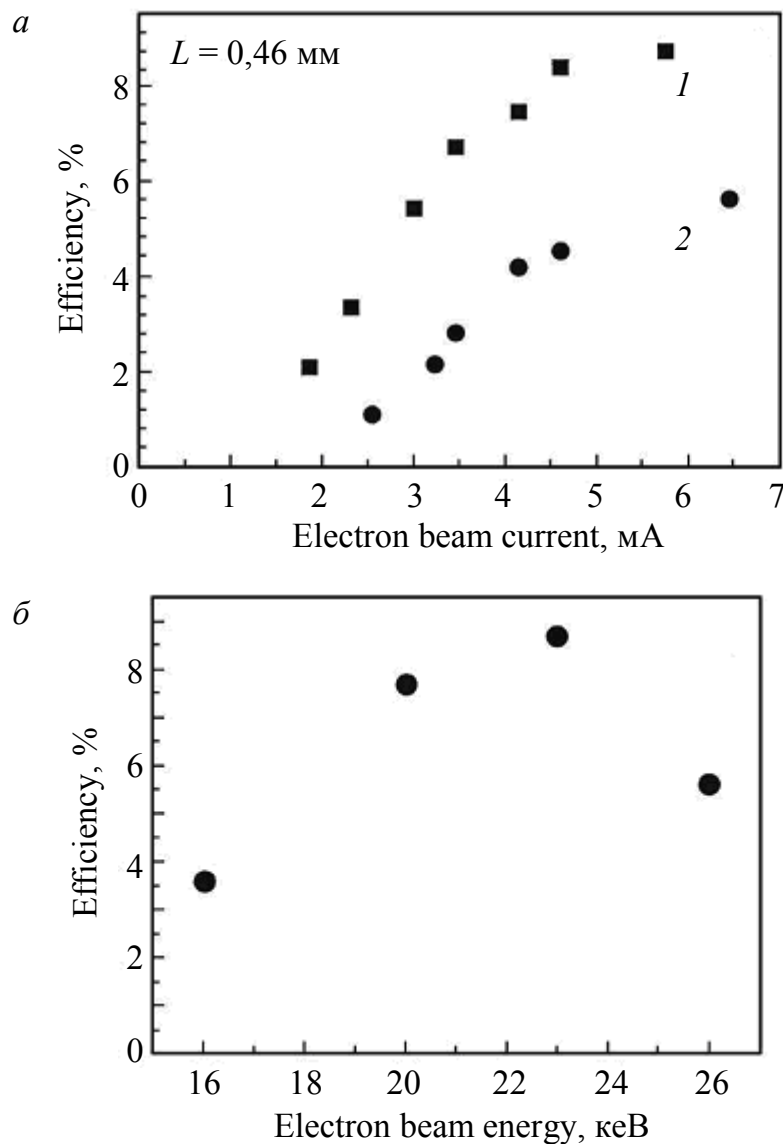 а
L = 0,46 мм
1
2
Efficiency, %
8
6
4
2
0
0 1 2 3 4 5 6 7
Electron beam current, мА
б
Efficiency, %
8
6
4
2
0
16 18 20 22 24 26
Electron beam energy, кеВ